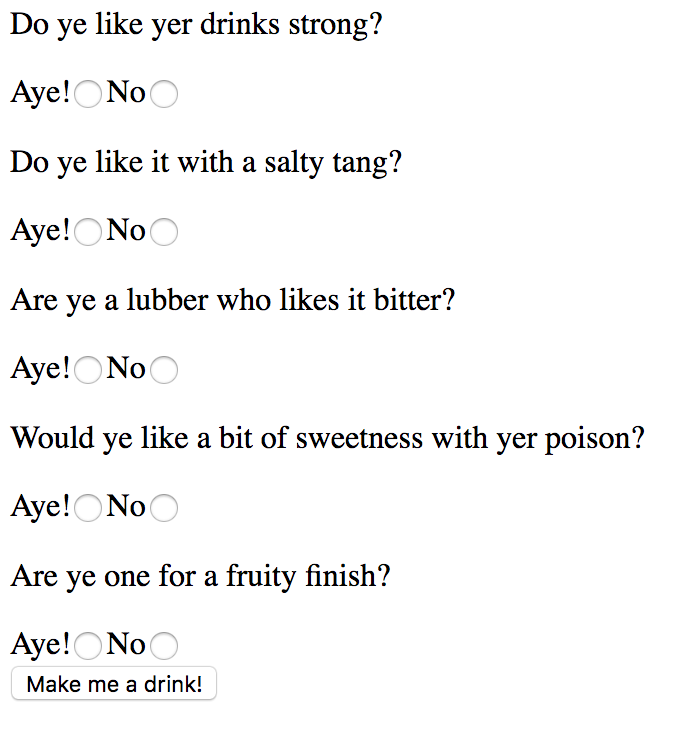 Do ye like yer drinks strong?
Aye! No
Do ye like it with a salty tang?
Aye! No
Are ye a lubber who likes it bitter?
Aye! No
Would ye like a bit of sweetness with yer poison?
Aye! No
Are ye one for a fruity finish?
Aye! No
Make me a drink!